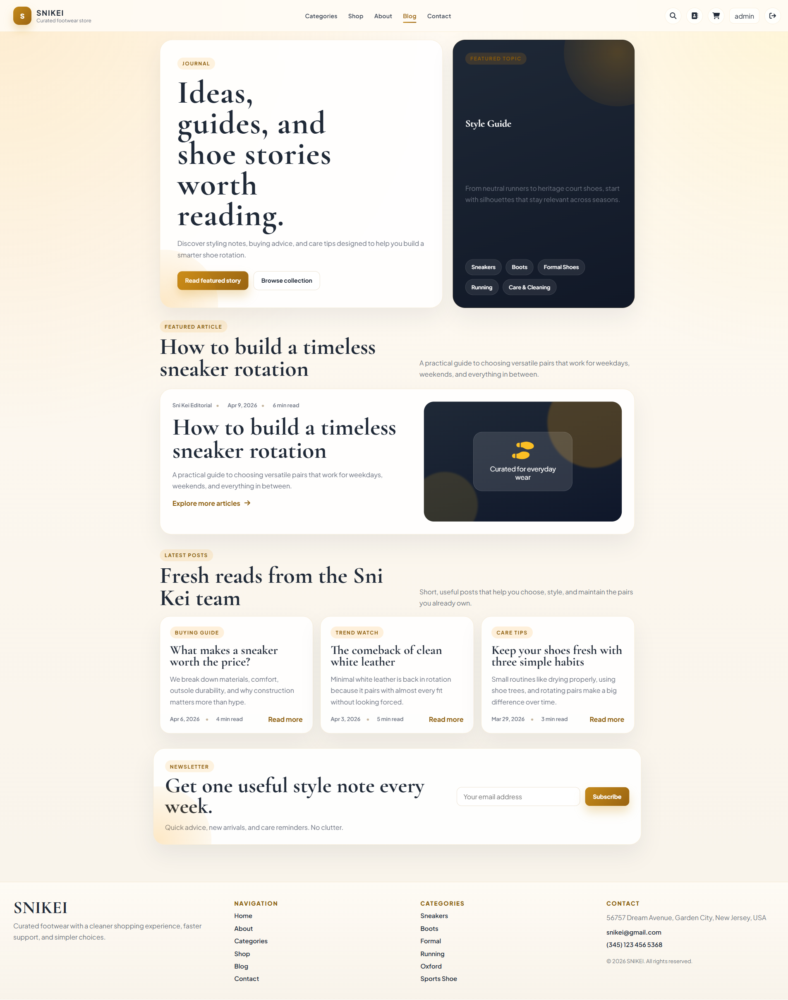 S
SNIKEI
Curated footwear store
Categories
Shop
About
Blog
Contact
admin
JOURNAL
Ideas,
guides, and
shoe stories
worth
reading.
Discover styling notes, buying advice, and care tips designed to help you build a
smarter shoe rotation.
Read featured story
Browse collection
FEATURED TOPIC
Style Guide
From neutral runners to heritage court shoes, start
with silhouettes that stay relevant across seasons.
Sneakers
Boots
Formal Shoes
Running
Care & Cleaning
FEATURED ARTICLE
How to build a timeless
sneaker rotation
A practical guide to choosing versatile pairs that work for weekdays,
weekends, and everything in between.
Sni Kei Editorial • Apr 9, 2026 • 6 min read
How to build a timeless
sneaker rotation
A practical guide to choosing versatile pairs that work for weekdays,
weekends, and everything in between.
Explore more articles →
Curated for everyday
wear
LATEST POSTS
Fresh reads from the Sni
Kei team
Short, useful posts that help you choose, style, and maintain the pairs
you already own.
BUYING GUIDE
What makes a sneaker
worth the price?
We break down materials, comfort,
outsole durability, and why construction
matters more than hype.
Apr 6, 2026 • 4 min read
Read more
TREND WATCH
The comeback of clean
white leather
Minimal white leather is back in rotation
because it pairs with almost every fit
without looking forced.
Apr 3, 2026 • 5 min read
Read more
CARE TIPS
Keep your shoes fresh with
three simple habits
Small routines like drying properly, using
shoe trees, and rotating pairs make a big
difference over time.
Mar 29, 2026 • 3 min read
Read more
NEWSLETTER
Get one useful style note every
week.
Quick advice, new arrivals, and care reminders. No clutter.
Your email address
Subscribe
SNIKEI
Curated footwear with a cleaner shopping experience, faster
support, and simpler choices.
NAVIGATION
Home
About
Categories
Shop
Blog
Contact
CATEGORIES
Sneakers
Boots
Formal
Running
Oxford
Sports Shoe
CONTACT
56757 Dream Avenue, Garden City, New Jersey, USA
snikei@gmail.com
(345) 123 456 5368
© 2026 SNIKEI. All rights reserved.